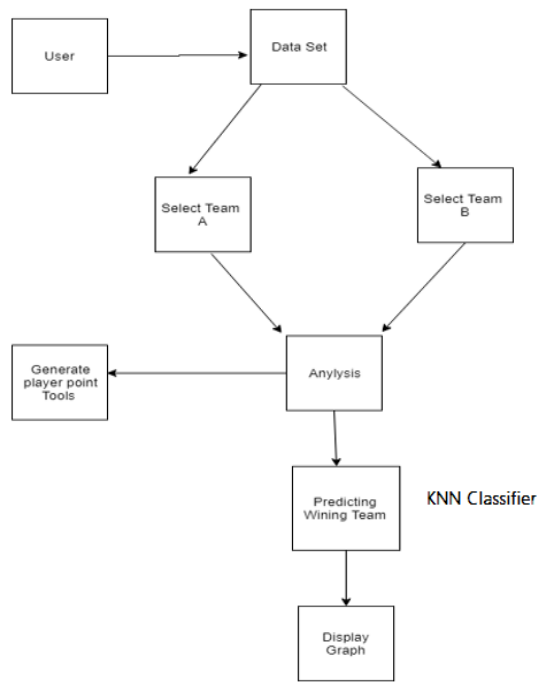 User
Data Set
Select Team
A
Select Team
B
Generate
player point
Tools
Anylysis
Predicting
Wining Team
KNN Classifier
Display
Graph